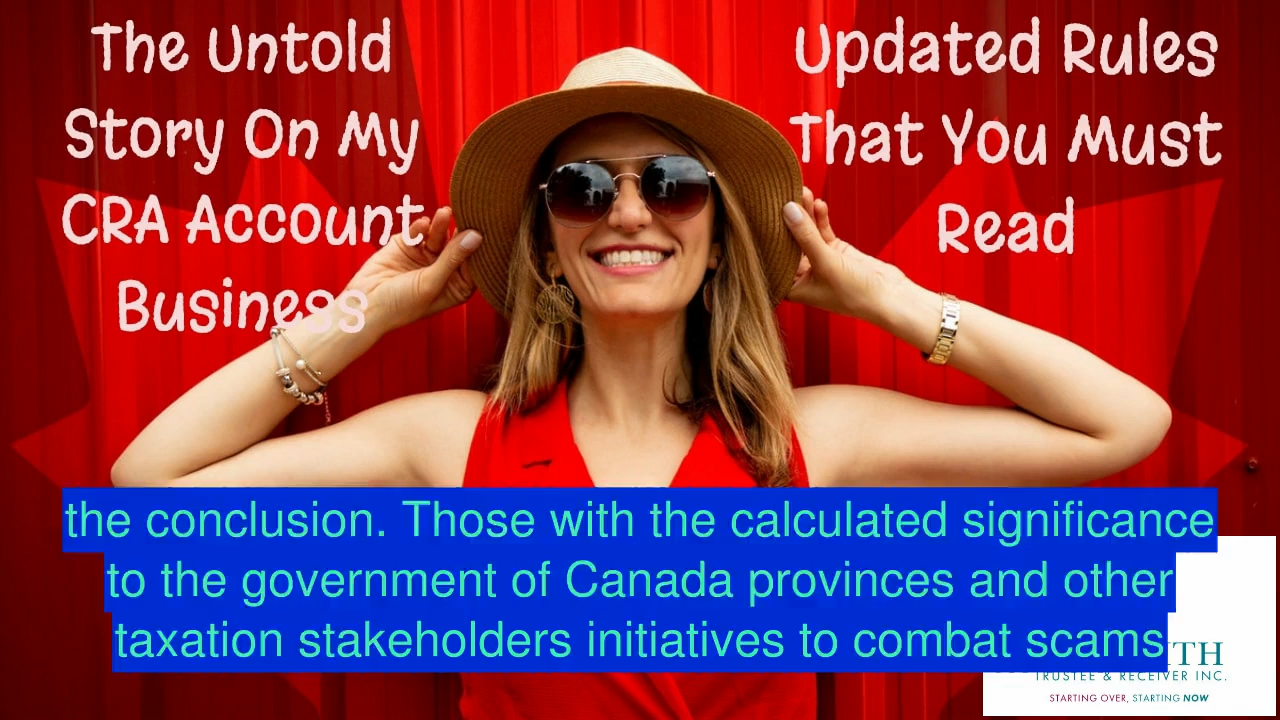 The Untold
Story On My
CRA Account
Business
Updated Rules
That You Must
Read
the conclusion. Those with the calculated significance
to the government of Canada provinces and other
taxation stakeholders initiatives to combat scams
TRUSTEE & RECEIVER INC.
STARTING OVER, STARTING NOW